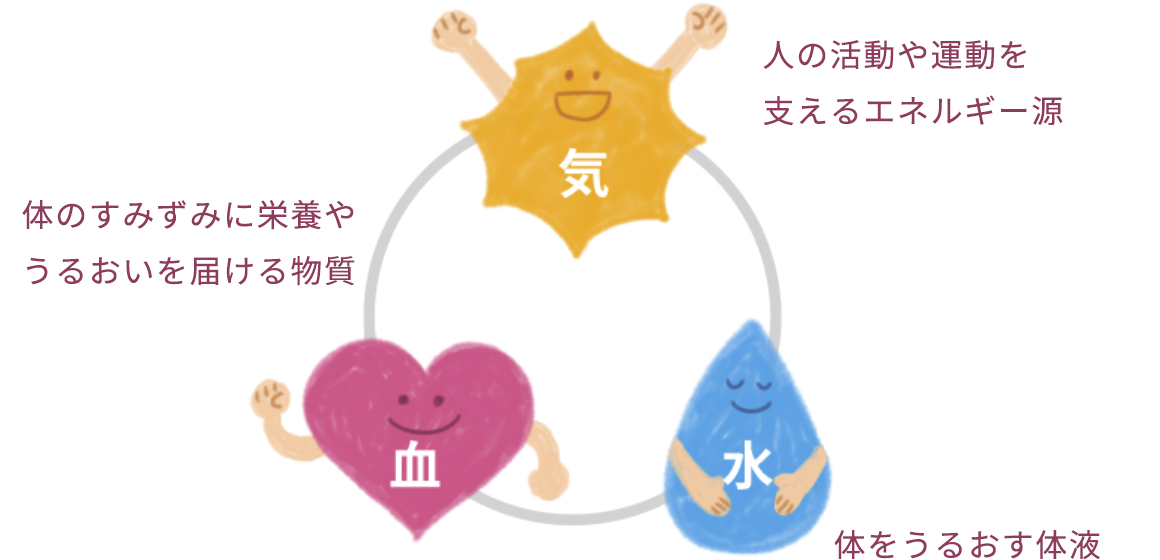 人の活動や運動を
支えるエネルギー源
気
体のすみずみに栄養や
うるおいを届ける物質
血
水
体をうるおす体液